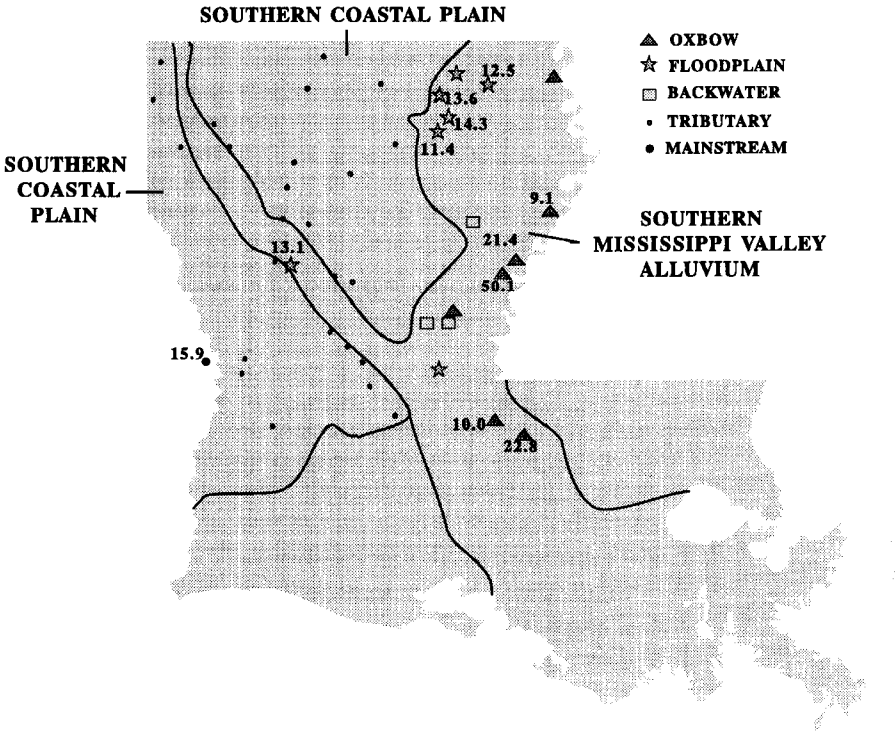 SOUTHERN COASTAL PLAIN
OXBOW
FLOODPLAIN
BACKWATER
TRIBUTARY
MAINSTREAM
12.5
13.6
14.3
11.4
SOUTHERN
COASTAL
PLAIN
9.1
SOUTHERN
MISSISSIPPI VALLEY
ALLUVIUM
21.4
13.1
50.1
15.9
10.0
22.8